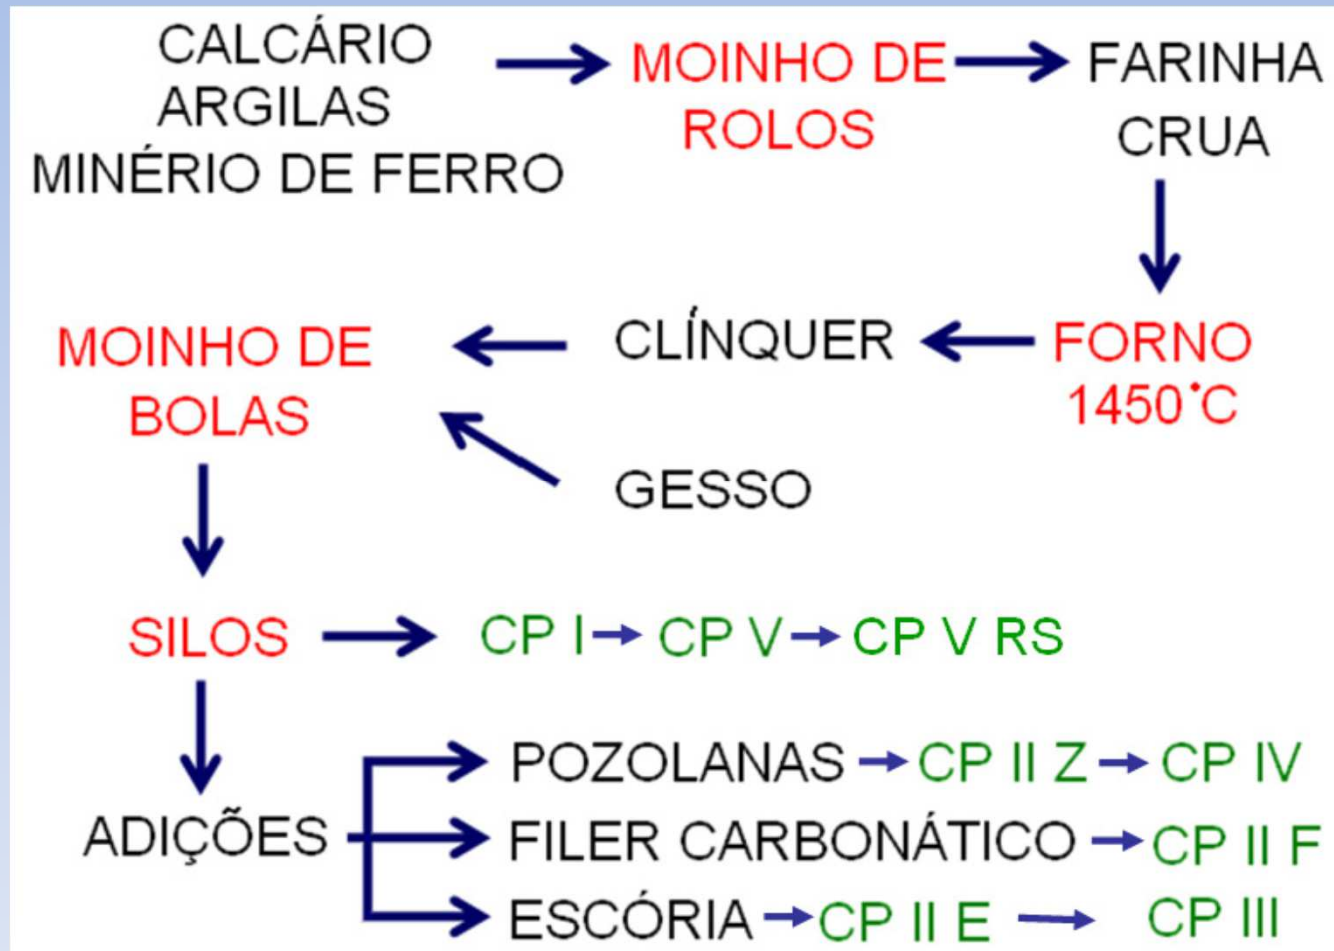 CALCÁRIO
ARGILAS
MINÉRIO DE FERRO
MOINHO DE
ROLOS
FARINHA
CRUA
FORNO
1450°C
CLÍNQUER
GESSO
MOINHO DE
BOLAS
SILOS
CP I CP V CP V RS
ADIÇÕES
POZOLANAS CP II Z CP IV
FILER CARBONÁTICO CP II F
ESCÓRIA CP II E CP III